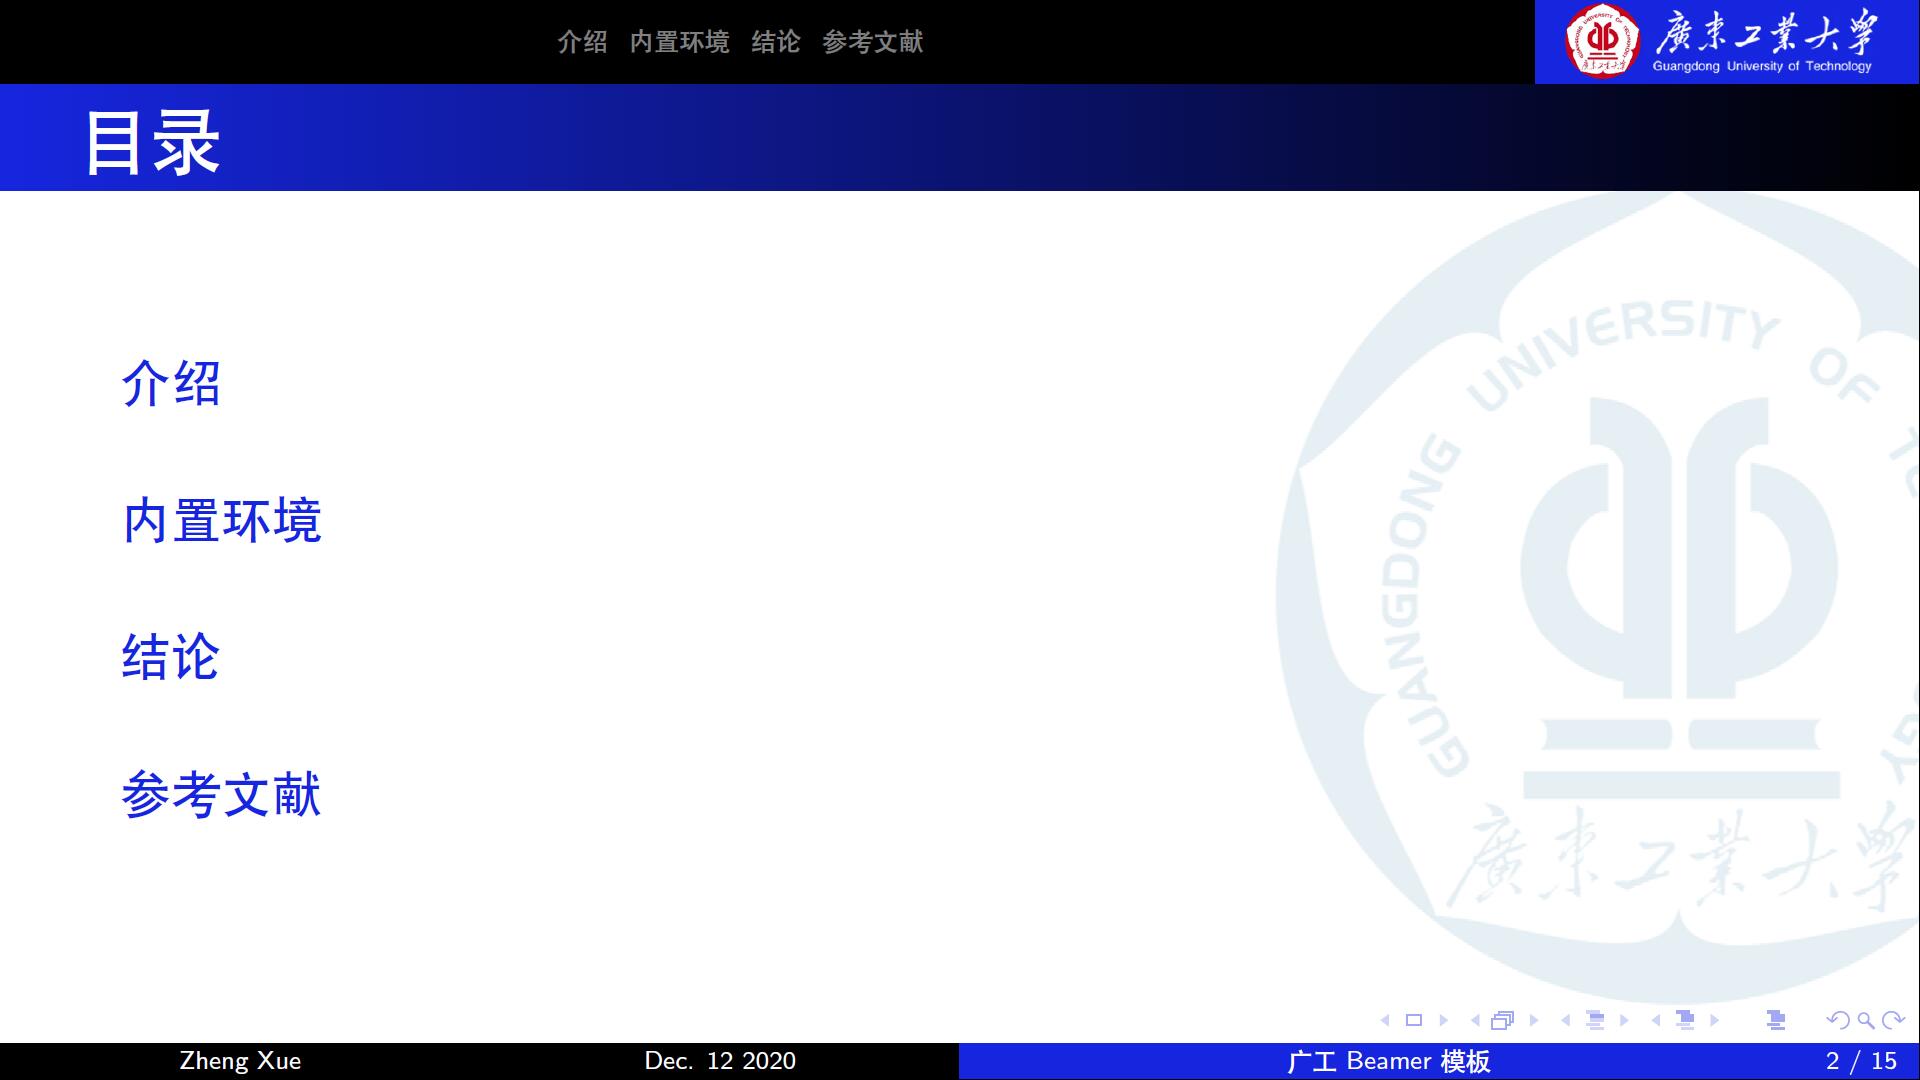 介绍 内置环境 结论 参考文献
廣東工業大學
Guangdong University of Technology
目录
介绍
内置环境
结论
参考文献
GUANGDONG UNIVERSITY OF
廣東工業大學
Zheng Xue Dec. 12 2020 广工 Beamer 模板 2 / 15